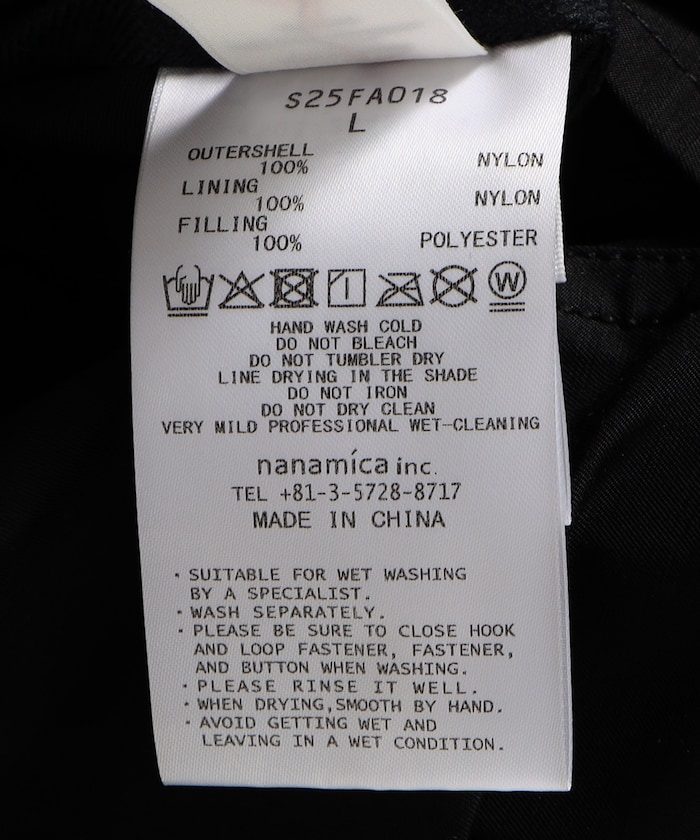 S25FA018
L
OUTERSHELL
100% NYLON
LINING
100% NYLON
FILLING
100% POLYESTER
W
HAND WASH COLD
DO NOT BLEACH
DO NOT TUMBLER DRY
LINE DRYING IN THE SHADE
DO NOT IRON
DO NOT DRY CLEAN
VERY MILD PROFESSIONAL WET-CLEANING
nanamíca inc.
TEL +81-3-5728-8717
MADE IN CHINA
・SUITABLE FOR WET WASHING
BY A SPECIALIST.
・WASH SEPARATELY.
・PLEASE BE SURE TO CLOSE HOOK
AND LOOP FASTENER, FASTENER,
AND BUTTON WHEN WASHING.
・PLEASE RINSE IT WELL.
・WHEN DRYING,SMOOTH BY HAND.
・AVOID GETTING WET AND
LEAVING IN A WET CONDITION.